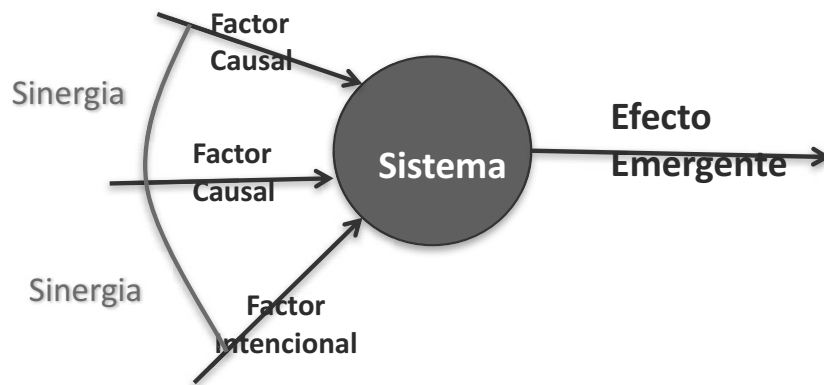 Factor
Causal
Sinergia
Factor
Causal
Sistema
Efecto
Emergente
Sinergia
Factor
Intencional